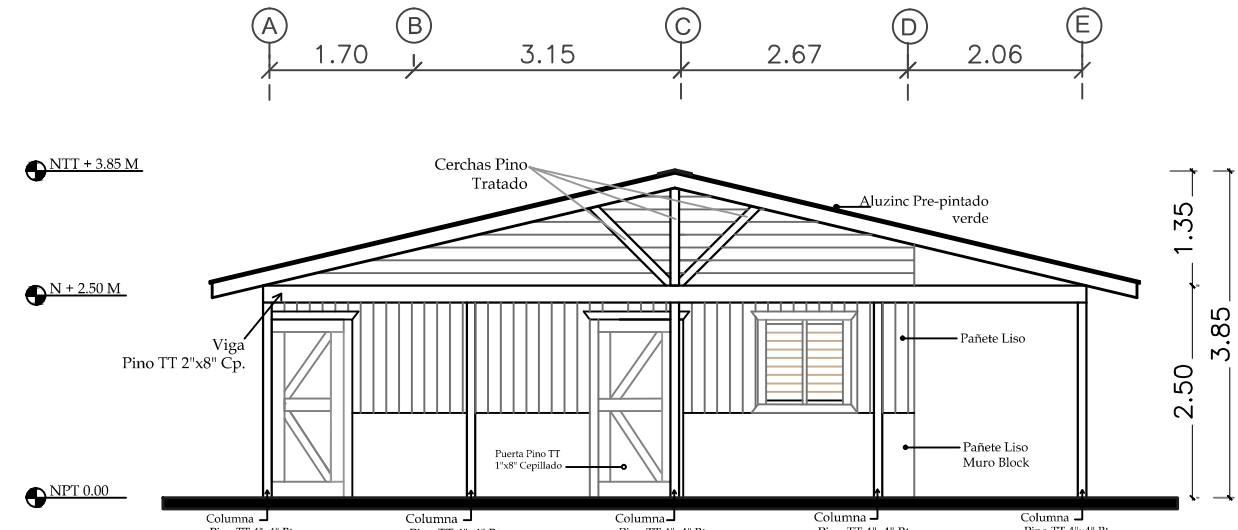 A B C D E
1.70 3.15 2.67 2.06
NTT + 3.85 M
Cerchas Pino
Tratado
Aluzinc Pre-pintado
verde
1.35
N + 2.50 M
3.85
Viga
Pino TT 2"x8" Cp.
Pañete Liso
2.50
Puerta Pino TT
1"x8" Cepillado
Pañete Liso
Muro Block
NPT 0.00
Columna Columna Columna Columna Columna